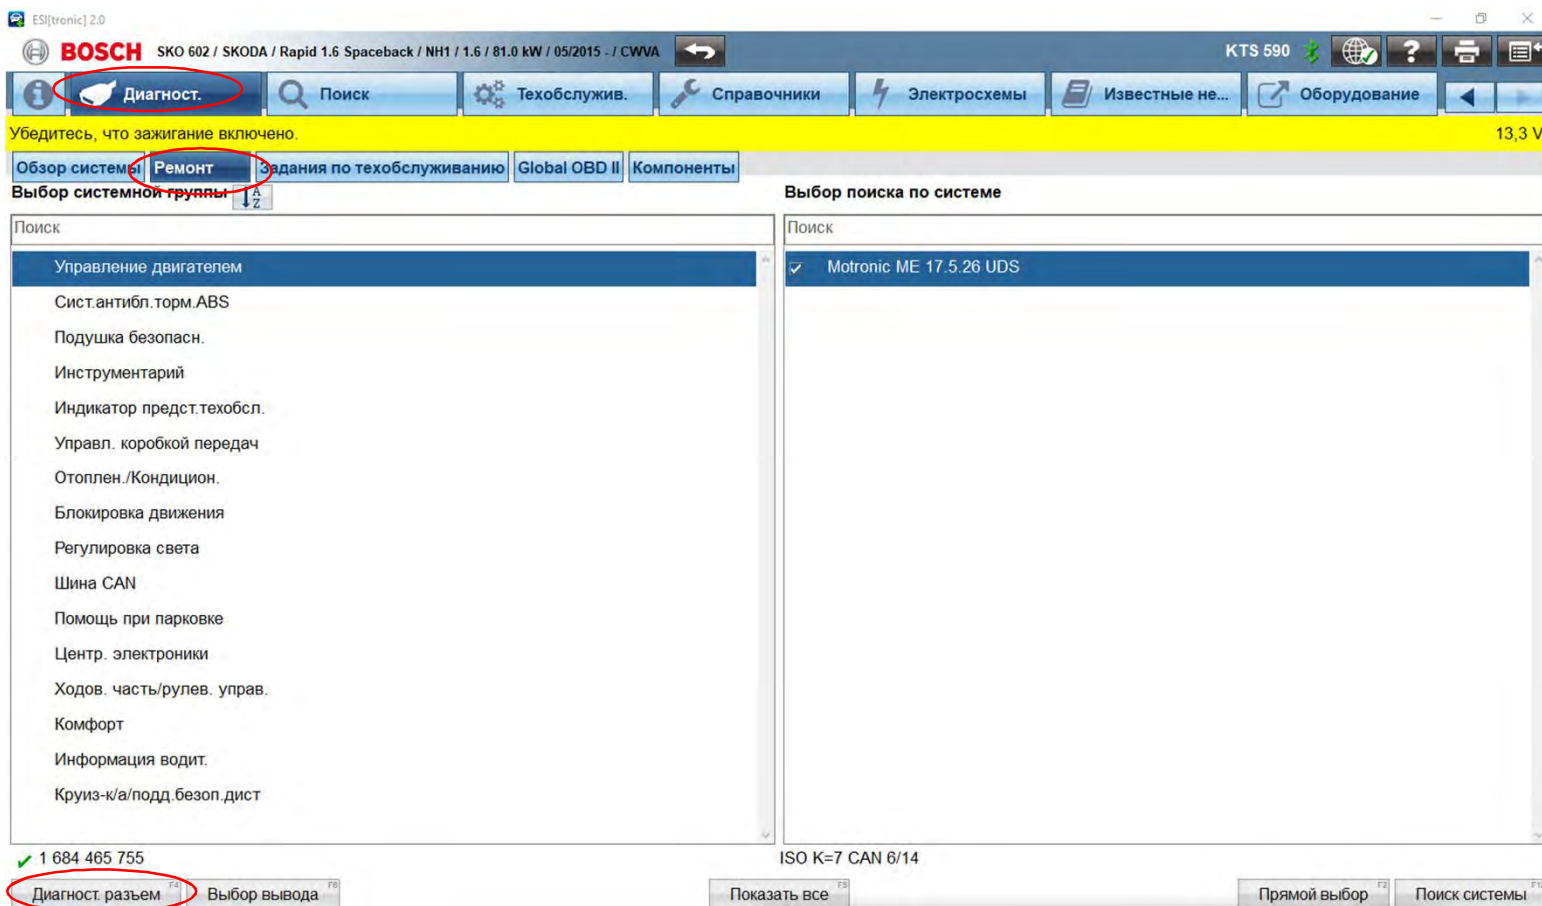 ESI[tronic] 2.0
BOSCH SKO 602 / SKODA / Rapid 1.6 Spaceback / NH1 / 1.6 / 81.0 kW / 05/2015 - / CWVA KTS 590 ?
Диагност. Поиск Техобслужив. Справочники Электросхемы Известные не... Оборудование
Убедитесь, что зажигание включено. 13,3 V
Обзор системы Ремонт Задания по техобслуживанию Global OBD II Компоненты
Выбор системной группы A Z Выбор поиска по системе
Поиск Поиск
Управление двигателем Motronic ME 17.5.26 UDS
Сист.антибл.торм.ABS
Подушка безопасн.
Инструментарий
Индикатор предст.техобсл.
Управл. коробкой передач
Отоплен./Кондицион.
Блокировка движения
Регулировка света
Шина CAN
Помощь при парковке
Центр. электроники
Ходов. часть/рулев. управ.
Комфорт
Информация водит.
Круиз-к/а/подд.безоп.дист
1 684 465 755 ISO K=7 CAN 6/14
Диагност. разъем F4 Выбор вывода Показать все Прямой выбор F2 Поиск системы